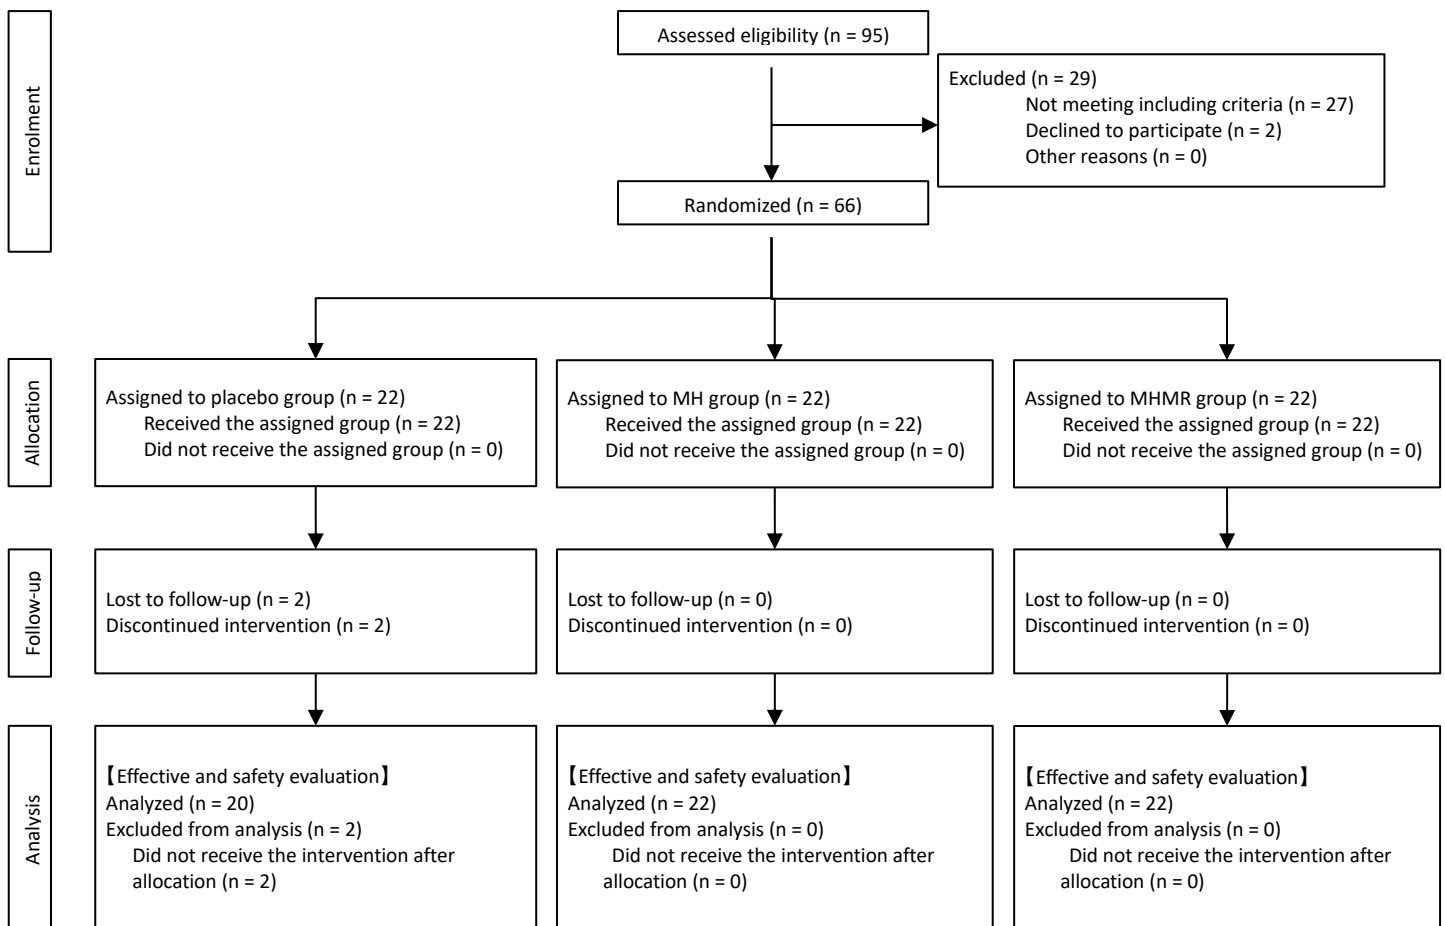 Enrolment
Assessed eligibility (n = 95)
Excluded (n = 29)
Not meeting including criteria (n = 27)
Declined to participate (n = 2)
Other reasons (n = 0)
Randomized (n = 66)
Allocation
Assigned to placebo group (n = 22)
Received the assigned group (n = 22)
Did not receive the assigned group (n = 0)
Assigned to MH group (n = 22)
Received the assigned group (n = 22)
Did not receive the assigned group (n = 0)
Assigned to MHMR group (n = 22)
Received the assigned group (n = 22)
Did not receive the assigned group (n = 0)
Follow-up
Lost to follow-up (n = 2)
Discontinued intervention (n = 2)
Lost to follow-up (n = 0)
Discontinued intervention (n = 0)
Lost to follow-up (n = 0)
Discontinued intervention (n = 0)
Analysis
【Effective and safety evaluation】
Analyzed (n = 20)
Excluded from analysis (n = 2)
Did not receive the intervention after
allocation (n = 2)
【Effective and safety evaluation】
Analyzed (n = 22)
Excluded from analysis (n = 0)
Did not receive the intervention after
allocation (n = 0)
【Effective and safety evaluation】
Analyzed (n = 22)
Excluded from analysis (n = 0)
Did not receive the intervention after
allocation (n = 0)